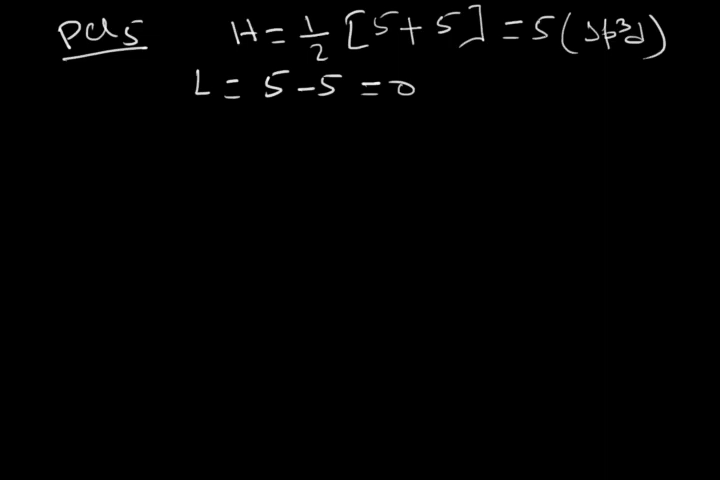 PCl5 H = 1/2 [5+5] = 5 (sp³d)
L = 5-5 = 0